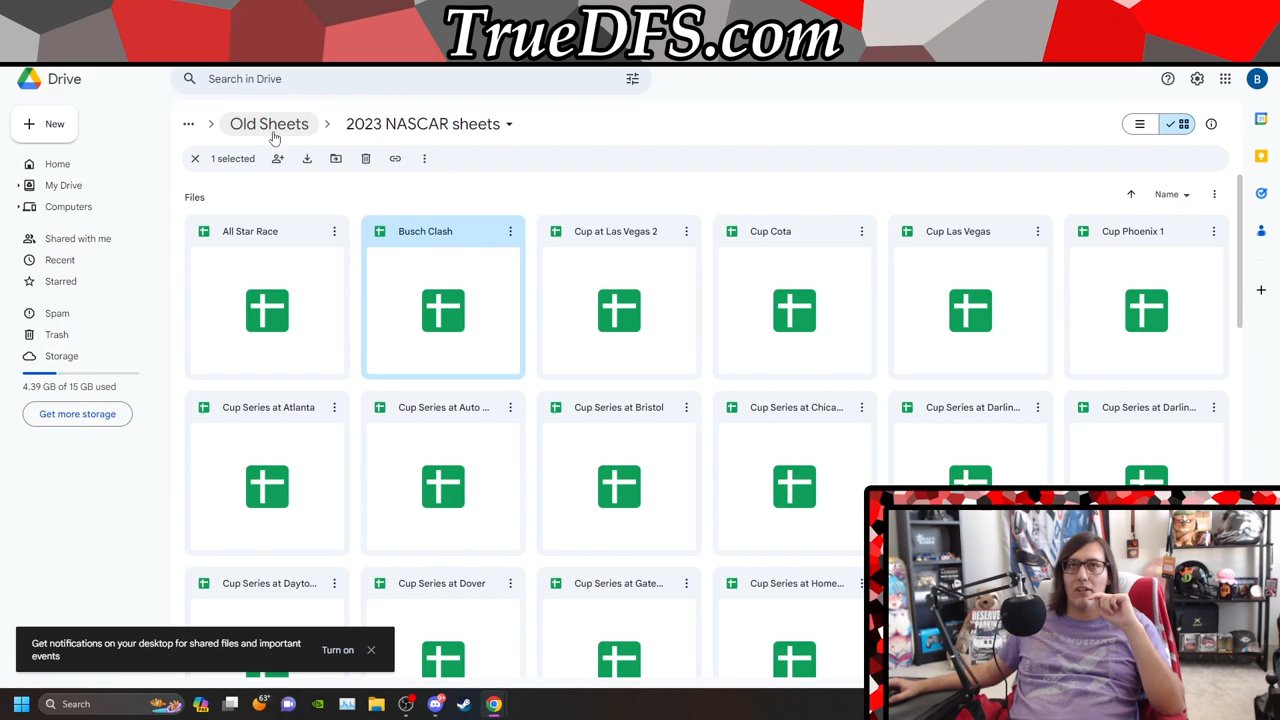 TrueDFS.com
Drive
Search in Drive
B
New
Old Sheets
2023 NASCAR sheets
1 selected
Home
My Drive
Computers
Shared with me
Recent
Starred
Spam
Trash
Storage
4.39 GB of 15 GB used
Get more storage
Files
Name
All Star Race
Busch Clash
Cup at Las Vegas 2
Cup Cota
Cup Las Vegas
Cup Phoenix 1
Cup Series at Atlanta
Cup Series at Auto ...
Cup Series at Bristol
Cup Series at Chica...
Cup Series at Darlin...
Cup Series at Darlin...
Cup Series at Dayto...
Cup Series at Dover
Cup Series at Gate...
Cup Series at Home...
Get notifications on your desktop for shared files and important
events
Turn on
Search
63°
RESERVE
PARKING
MUSTANG